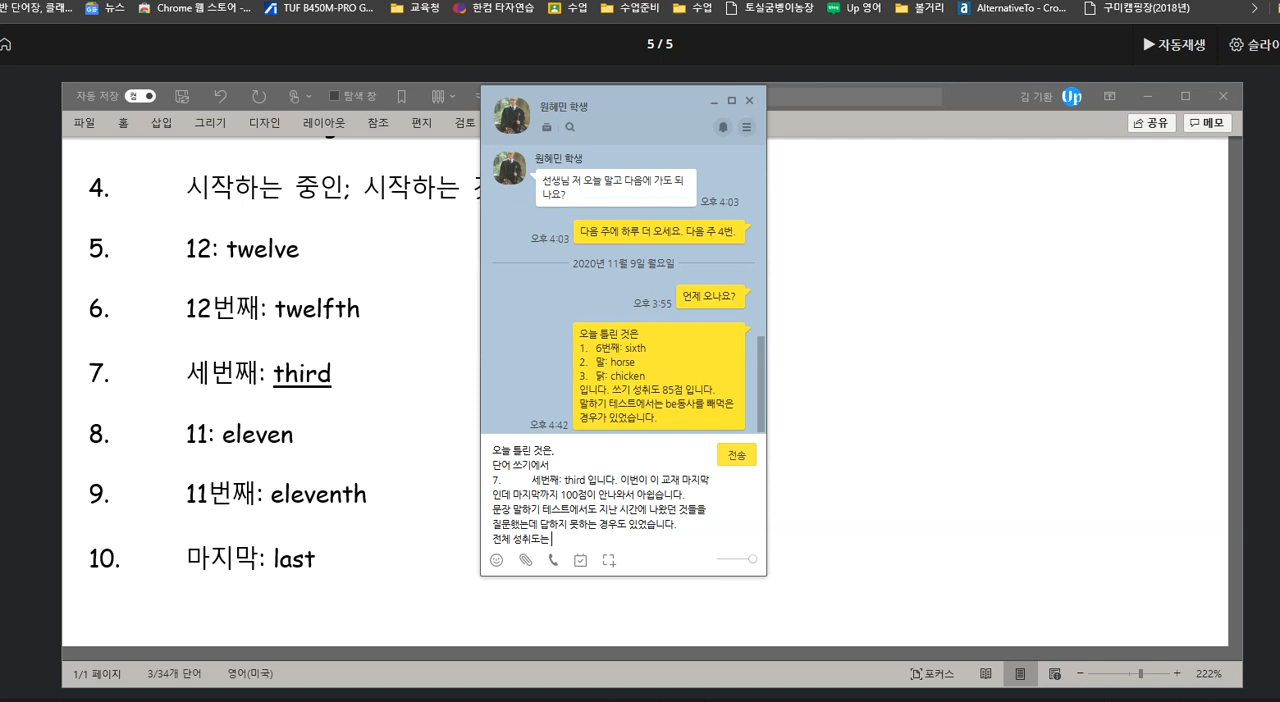 반 단어장, 클래... 뉴스 Chrome 웹 스토어 -... TUF B450M-PRO G... 교육청 한컴 타자연습 수업 수업준비 수업 토실굼벵이농장 Up 영어 볼거리 AlternativeTo - Cro... 구미캠핑장(2018년)
5 / 5
자동재생
슬라이
자동 저장 탐색 창
김 기환 Up
파일 홈 삽입 그리기 디자인 레이아웃 참조 편지 검토
공유 메모
4. 시작하는 중인; 시작하는
5. 12: twelve
6. 12번째: twelfth
7. 세번째: third
8. 11: eleven
9. 11번째: eleventh
10. 마지막: last
원혜민 학생
원혜민 학생
선생님 저 오늘 말고 다음에 가도 되
나요?
오후 4:03
다음 주에 하루 더 오세요. 다음 주 4번.
오후 4:03
2020년 11월 9일 월요일
언제 오나요?
오후 3:55
오늘 틀린 것은
1. 6번째: sixth
2. 말: horse
3. 닭: chicken
입니다. 쓰기 성취도 85점 입니다.
말하기 테스트에서는 be동사를 빼먹은
경우가 있었습니다.
오후 4:42
오늘 틀린 것은,
단어 쓰기에서
7. 세번째: third 입니다. 이번이 이 교재 마지막
인데 마지막까지 100점이 안나와서 아쉽습니다.
문장 말하기 테스트에서도 지난 시간에 나왔던 것들을
질문했는데 답하지 못하는 경우도 있었습니다.
전체 성취도는
전송
1/1 페이지 3/34개 단어 영어(미국)
포커스
222%